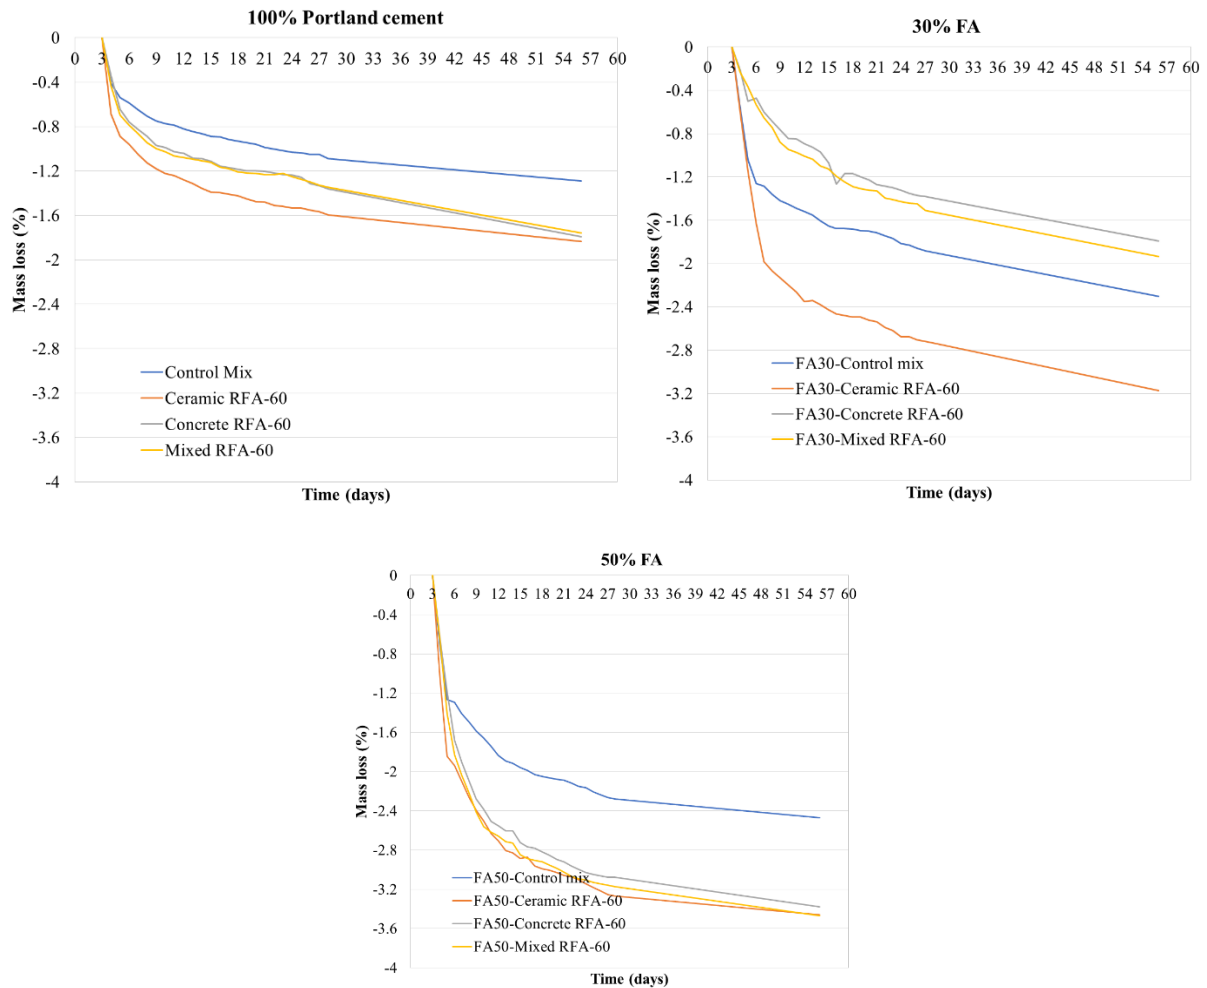 100% Portland cement
0
-0.4
-0.8
-1.2
-1.6
-2
-2.4
-2.8
-3.2
-3.6
-4
Mass loss (%)
0 3 6 9 12 15 18 21 24 27 30 33 36 39 42 45 48 51 54 57 60
Control Mix
Ceramic RFA-60
Concrete RFA-60
Mixed RFA-60
Time (days)
30% FA
0
-0.4
-0.8
-1.2
-1.6
-2
-2.4
-2.8
-3.2
-3.6
-4
Mass loss (%)
0 3 6 9 12 15 18 21 24 27 30 33 36 39 42 45 48 51 54 57 60
FA30-Control mix
FA30-Ceramic RFA-60
FA30-Concrete RFA-60
FA30-Mixed RFA-60
Time (days)
50% FA
0
-0.4
-0.8
-1.2
-1.6
-2
-2.4
-2.8
-3.2
-3.6
-4
Mass loss (%)
0 3 6 9 12 15 18 21 24 27 30 33 36 39 42 45 48 51 54 57 60
FA50-Control mix
FA50-Ceramic RFA-60
FA50-Concrete RFA-60
FA50-Mixed RFA-60
Time (days)